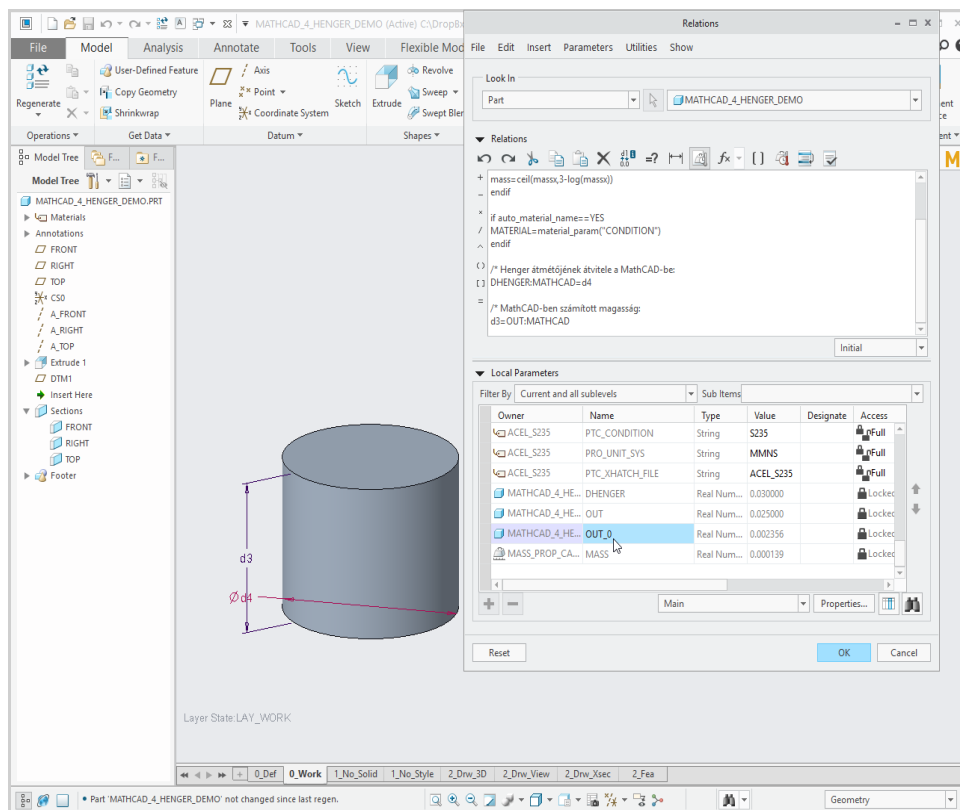 MATHCAD_4_HENGER_DEMO (Active) C:\DropBx
File Model Analysis Annotate Tools View Flexible Mod
Regenerate
User-Defined Feature
Copy Geometry
Shrinkwrap
Plane
Axis
Point
Coordinate System
Sketch
Extrude
Revolve
Sweep
Swept Bler
Operations Get Data Datum Shapes
Model Tree F... F...
Model Tree
MATHCAD_4_HENGER_DEMO.PRT
Materials
Annotations
FRONT
RIGHT
TOP
CS0
A_FRONT
A_RIGHT
A_TOP
Extrude 1
DTM1
Insert Here
Sections
FRONT
RIGHT
TOP
Footer
d3
Ød4
Layer State:LAY_WORK
0_Def 0_Work 1_No_Solid 1_No_Style 2_Drw_3D 2_Drw_View 2_Drw_Xsec 2_Fea
• Part 'MATHCAD_4_HENGER_DEMO' not changed since last regen.
Geometry
Relations
File Edit Insert Parameters Utilities Show
Look In
Part MATHCAD_4_HENGER_DEMO
Relations
mass=ceil(massx,3-log(massx))
endif
if auto_material_name==YES
MATERIAL=material_param("CONDITION")
endif
/* Henger átmétőjének átvitele a MathCAD-be:
DHENGER:MATHCAD=d4
/* MathCAD-ben számított magasság:
d3=OUT:MATHCAD
Initial
Local Parameters
Filter By Current and all sublevels Sub Items
Owner Name Type Value Designate Access
ACEL_S235 PTC_CONDITION String S235 Full
ACEL_S235 PRO_UNIT_SYS String MMNS Full
ACEL_S235 PTC_XHATCH_FILE String ACEL_S235 Full
MATHCAD_4_HE... DHENGER Real Num... 0.030000 Locked
MATHCAD_4_HE... OUT Real Num... 0.025000 Locked
MATHCAD_4_HE... OUT_0 Real Num... 0.002356 Locked
MASS_PROP_CA... MASS Real Num... 0.000139 Locked
Main Properties...
Reset OK Cancel
ent
ce
ent
M